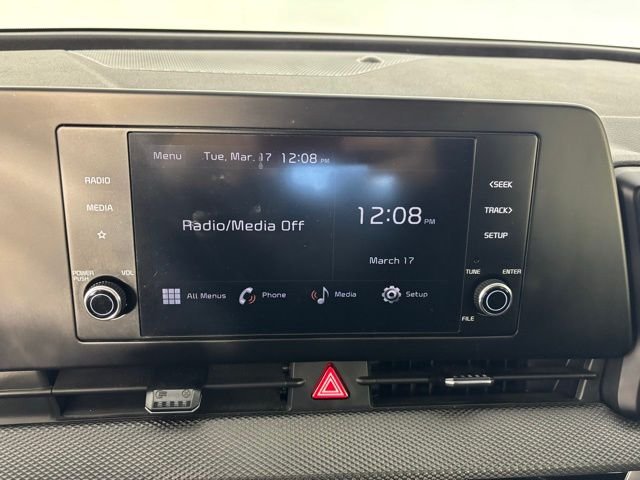 Menu Tue, Mar. 17 12:08 PM
RADIO
MEDIA
☆
POWER PUSH VOL
Radio/Media Off
12:08 PM
March 17
All Menus Phone Media Setup
<SEEK
TRACK>
SETUP
TUNE ENTER
FILE